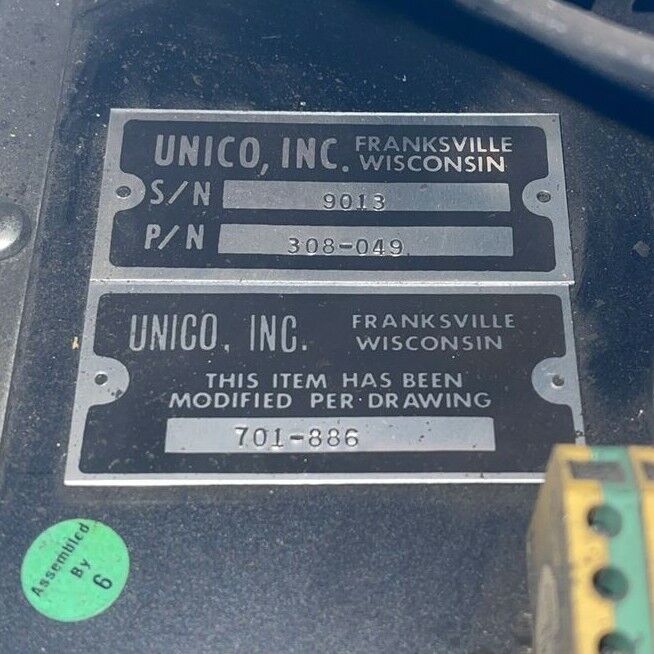 UNICO, INC. FRANKSVILLE WISCONSIN
S/N 9013
P/N 308-049
UNICO, INC. FRANKSVILLE WISCONSIN
THIS ITEM HAS BEEN
MODIFIED PER DRAWING
701-886
Assembled
By
6